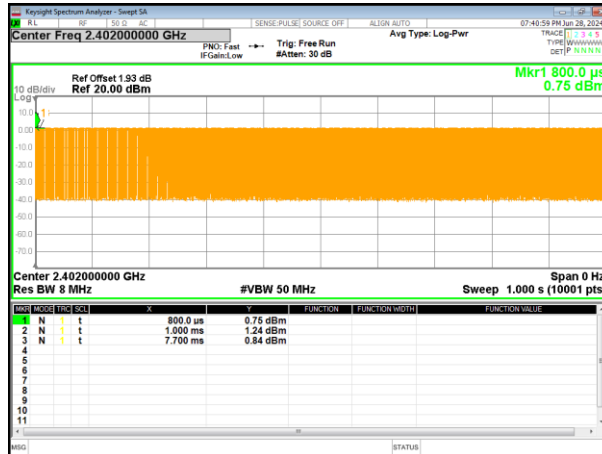 Keysight Spectrum Analyzer - Swept SA
RL RF 50 Ω AC SENSE:PULSE SOURCE OFF ALIGN AUTO 07:40:59 PM Jun 28, 2024
Center Freq 2.402000000 GHz Avg Type: Log-Pwr TRACE 1 2 3 4 5
PNO: Fast Trig: Free Run TYPE
IFGain:Low #Atten: 30 dB DET P N N N N
Mkr1 800.0 µs
Ref Offset 1.93 dB
10 dB/div Ref 20.00 dBm 0.75 dBm
Log
10.0
0.00
-10.0
-20.0
-30.0
-40.0
-50.0
-60.0
-70.0
1
Center 2.402000000 GHz Span 0 Hz
Res BW 8 MHz #VBW 50 MHz Sweep 1.000 s (10001 pts
MKR MODE TRC SCL X Y FUNCTION FUNCTION WIDTH FUNCTION VALUE
1 N 1 t 800.0 µs 0.75 dBm
2 N 1 t 1.000 ms 1.24 dBm
3 N 1 t 7.700 ms 0.84 dBm
4
5
6
7
8
9
10
11
MSG STATUS